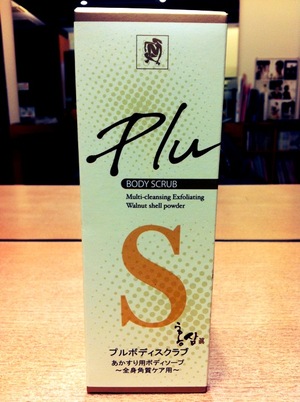 Plu
BODY SCRUB
Multi-cleansing Exfoliating
Walnut shell powder
S
プルボディスクラブ
あかすり用ボディソープ
〜全身角質ケア用〜